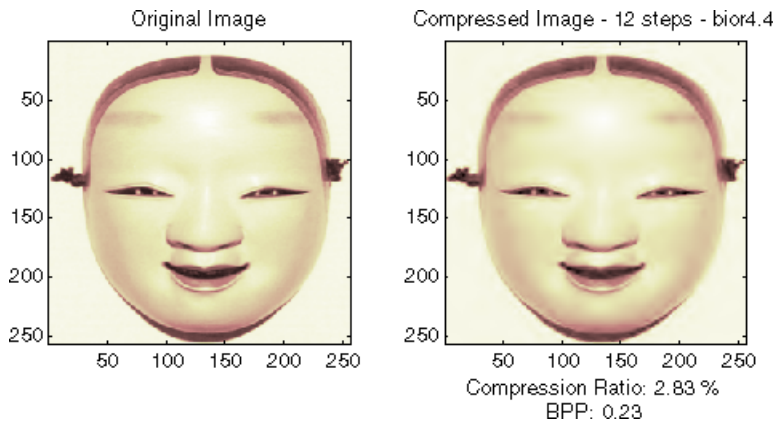 Original Image
Compressed Image - 12 steps - bior4.4
50
100
150
200
250
50 100 150 200 250
50
100
150
200
250
50 100 150 200 250
Compression Ratio: 2.83 %
BPP: 0.23